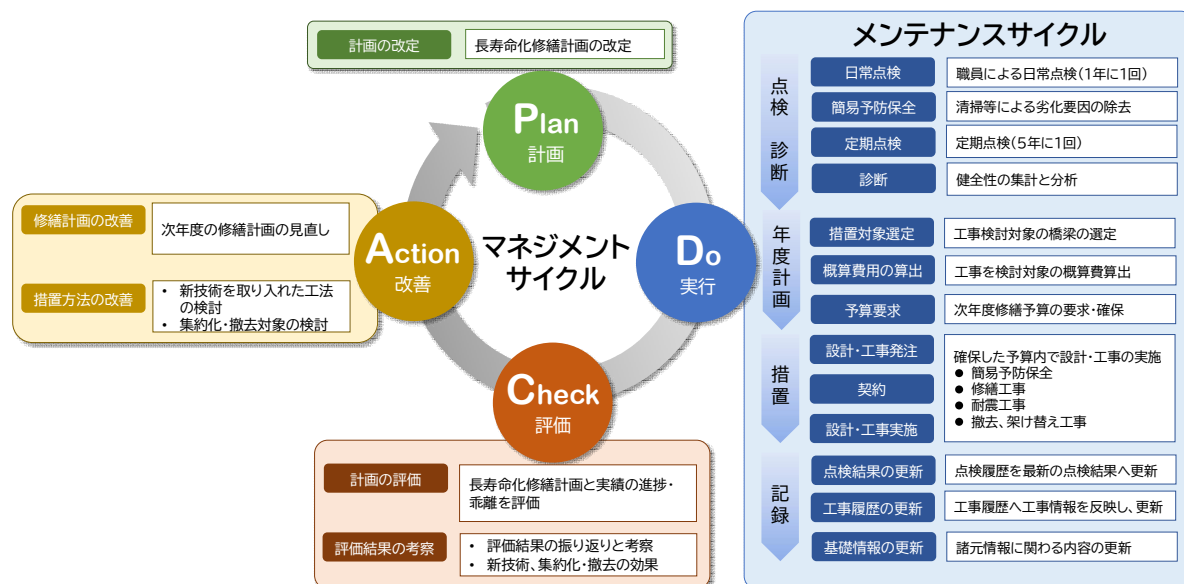 計画の改定
長寿命化修繕計画の改定
Plan
計画
マネジメント
サイクル
Do
実行
Check
評価
計画の評価
長寿命化修繕計画と実績の進捗・
乖離を評価
評価結果の考察
• 評価結果の振り返りと考察
• 新技術、集約化・撤去の効果
Action
改善
修繕計画の改善
次年度の修繕計画の見直し
措置方法の改善
• 新技術を取り入れた工法
の検討
• 集約化・撤去対象の検討
メンテナンスサイクル
点検 診断
日常点検
職員による日常点検(1年に1回)
簡易予防保全
清掃等による劣化要因の除去
定期点検
定期点検(5年に1回)
診断
健全性の集計と分析
年度計画
措置対象選定
工事検討対象の橋梁の選定
概算費用の算出
工事を検討対象の概算費算出
予算要求
次年度修繕予算の要求・確保
措置
設計・工事発注
契約
設計・工事実施
確保した予算内で設計・工事の実施
● 簡易予防保全
● 修繕工事
● 耐震工事
● 撤去、架け替え工事
記録
点検結果の更新
点検履歴を最新の点検結果へ更新
工事履歴の更新
工事履歴へ工事情報を反映し、更新
基礎情報の更新
諸元情報に関わる内容の更新